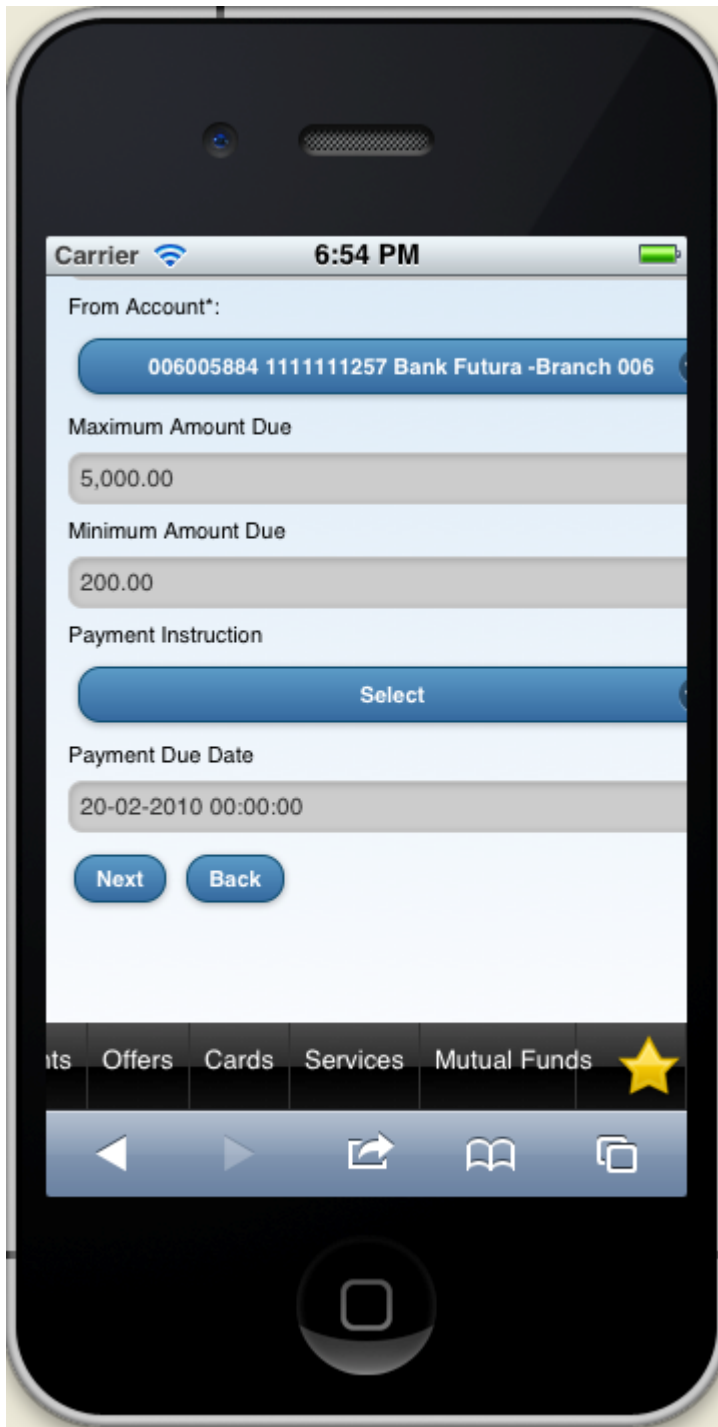 Carrier 6:54 PM
From Account*:
006005884 1111111257 Bank Futura -Branch 006
Maximum Amount Due
5,000.00
Minimum Amount Due
200.00
Payment Instruction
Select
Payment Due Date
20-02-2010 00:00:00
Next Back
nts Offers Cards Services Mutual Funds